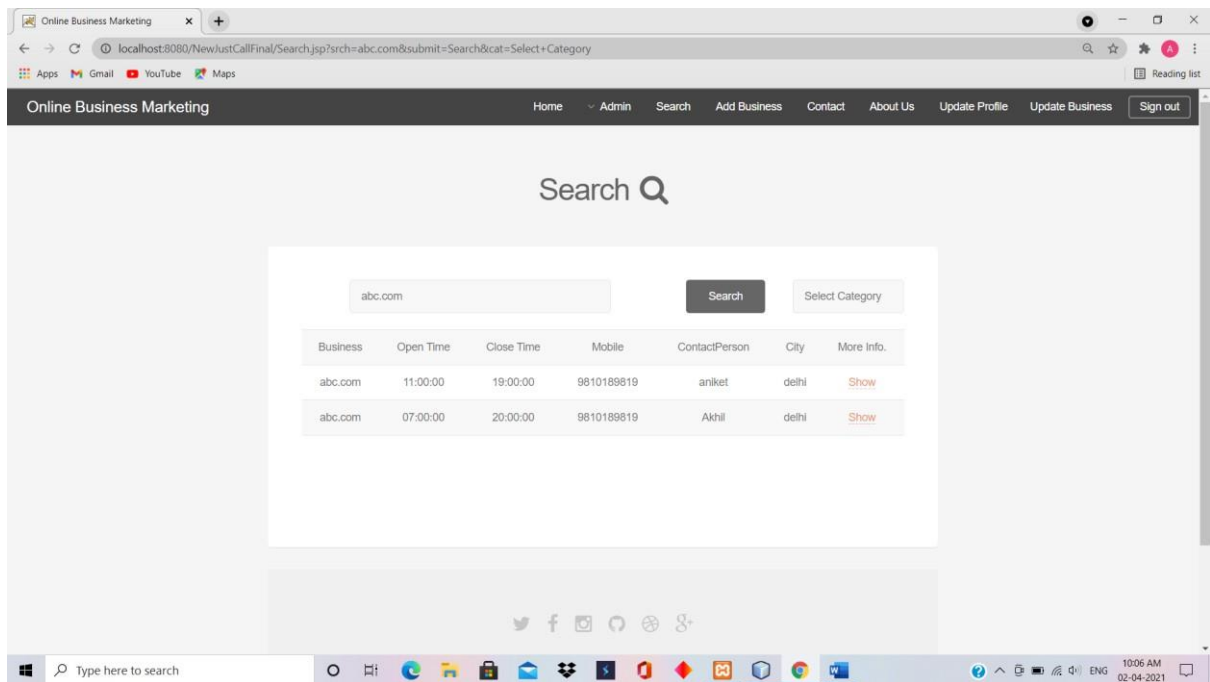 Online Business Marketing
localhost:8080/NewJustCallFinal/Search.jsp?srch=abc.com&submit=Search&cat=Select+Category
Apps Gmail YouTube Maps Reading list
Online Business Marketing Home Admin Search Add Business Contact About Us Update Profile Update Business Sign out
Search
abc.com Search Select Category
Business Open Time Close Time Mobile ContactPerson City More Info.
abc.com 11:00:00 19:00:00 9810189819 aniket delhi Show
abc.com 07:00:00 20:00:00 9810189819 Akhil delhi Show
Type here to search ENG 10:06 AM
02-04-2021